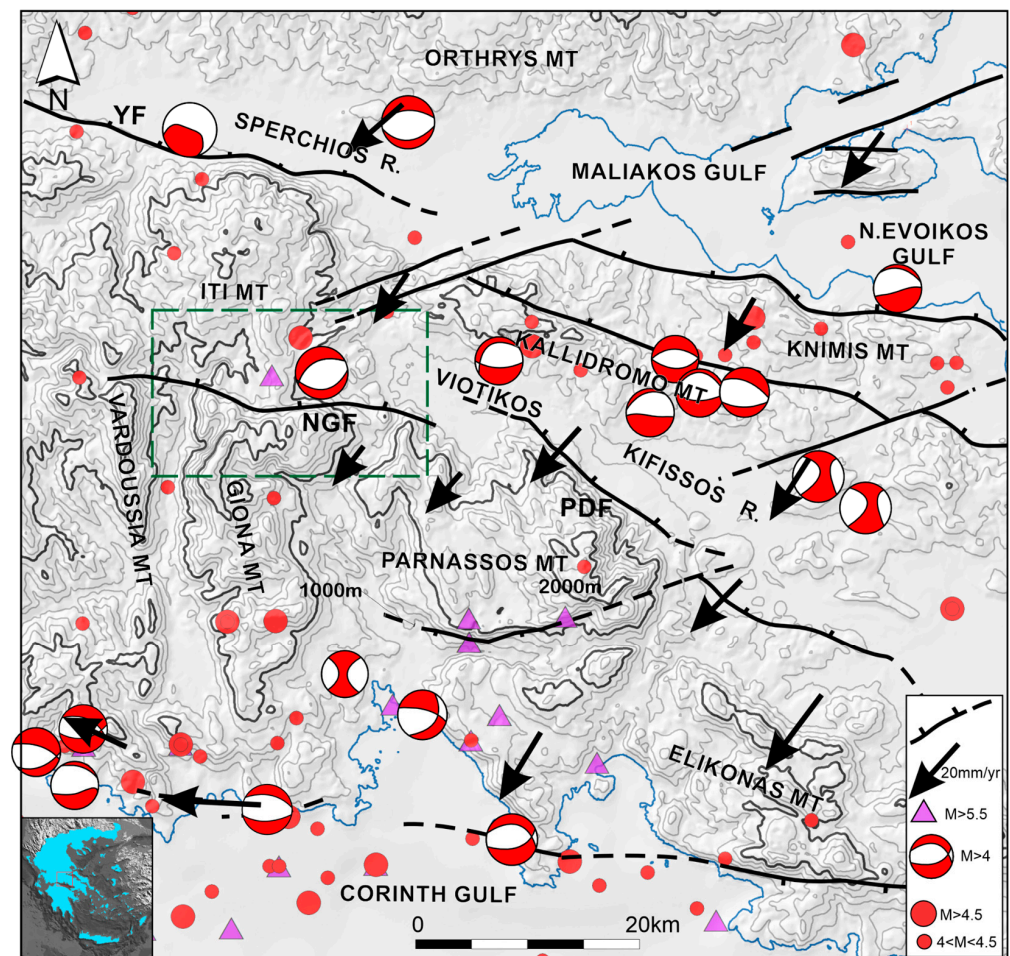 ORTHRYS MT
N
YF
SPERCHIOS R.
MALIAKOS GULF
N.EVOIKOS
GULF
ITI MT
KNIMIS MT
KALLIDROMO MT
VIOTIKOS
VARDOUSSIA MT
NGF
KIFISSOS R.
GIONA MT
PDF
PARNASSOS MT
1000m
2000m
ELIKONAS MT
20mm/yr
M>5.5
M>4
M>4.5
4<M<4.5
CORINTH GULF
0
20km